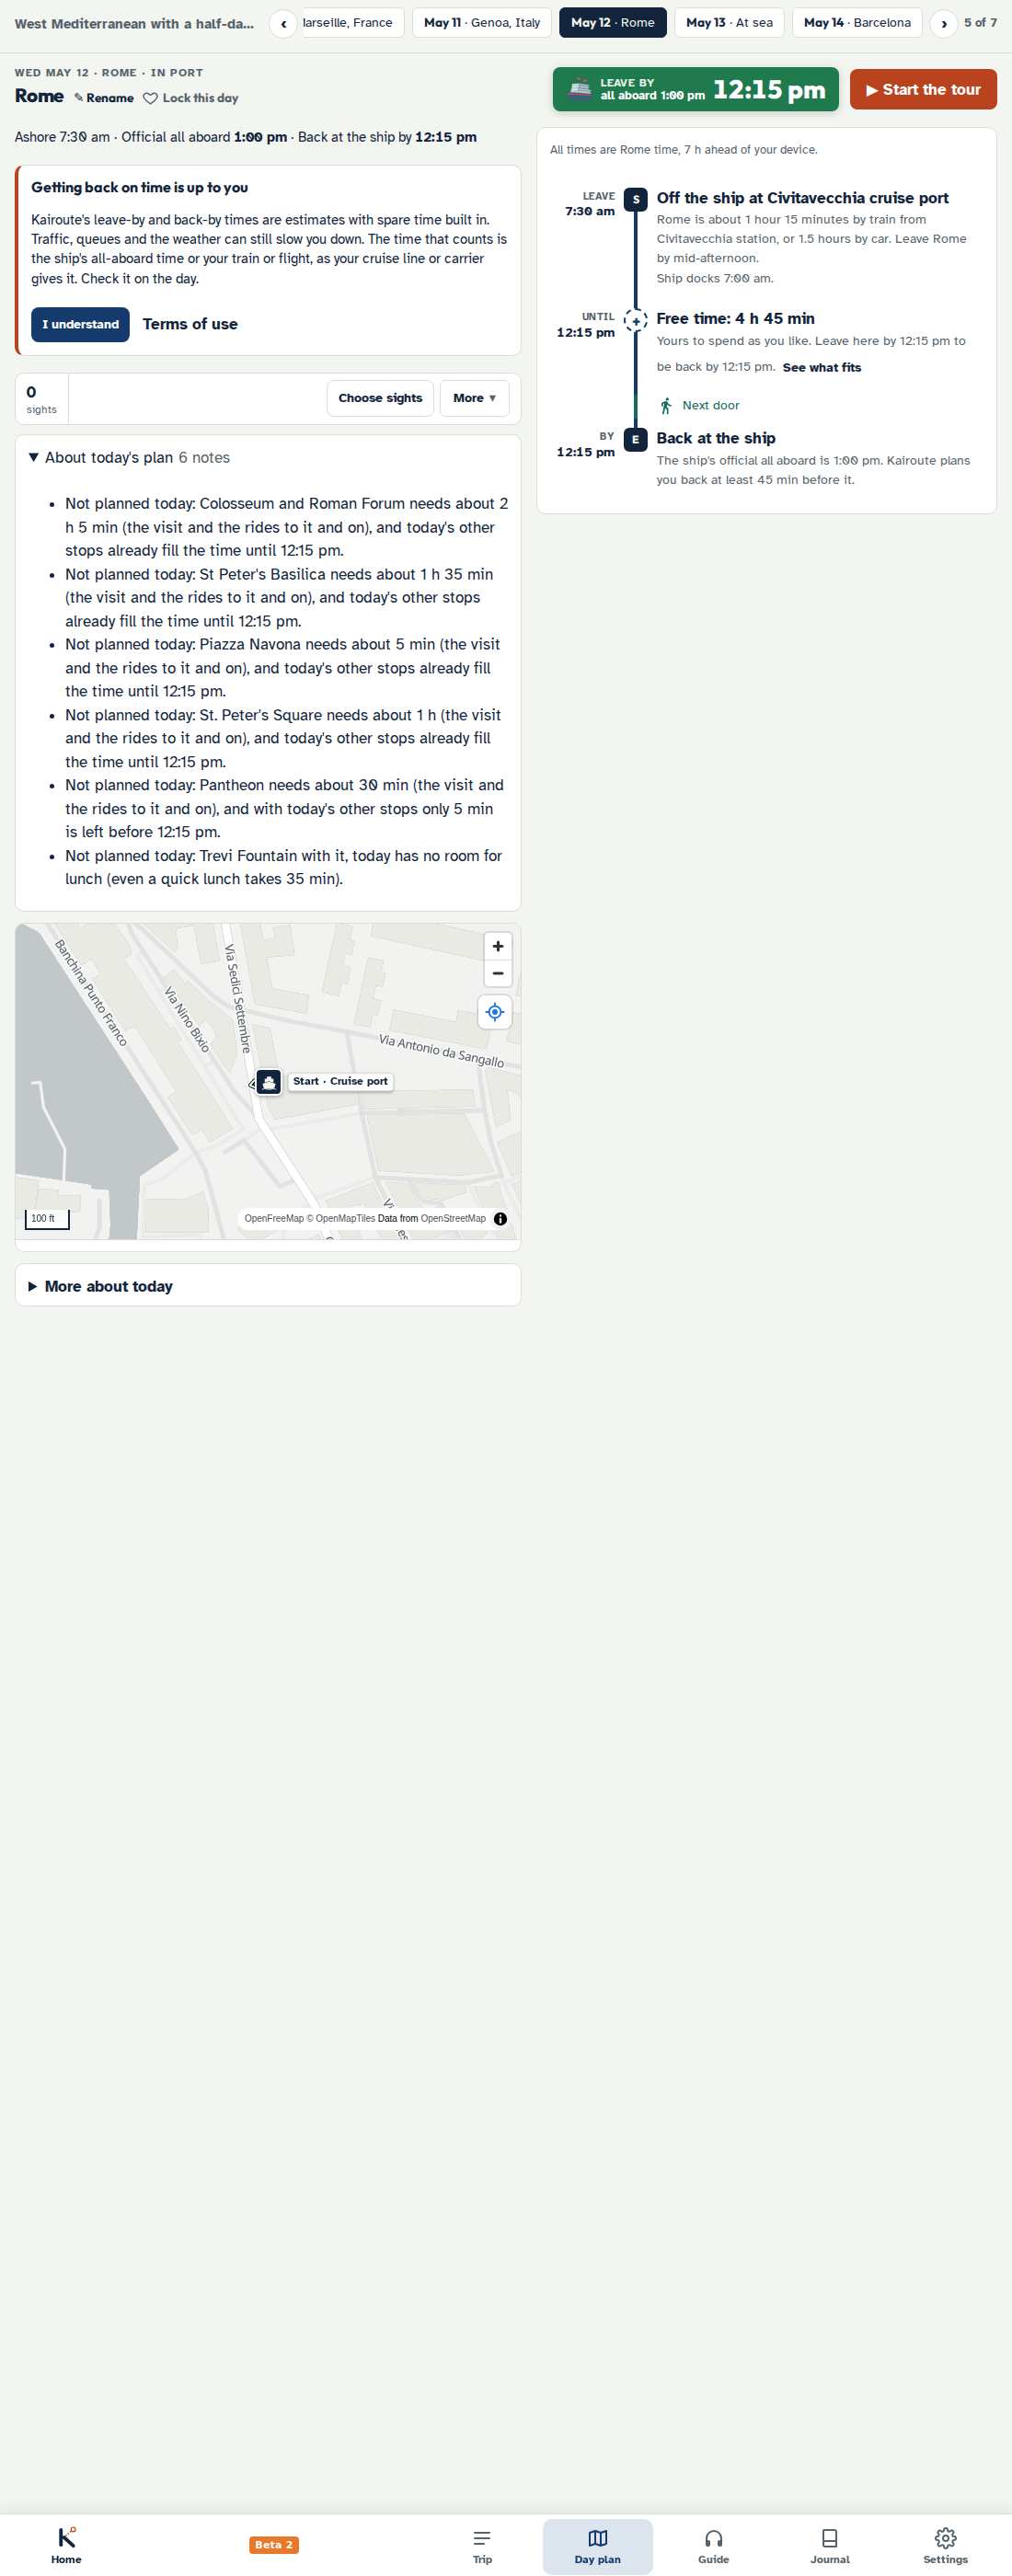 West Mediterranean with a half-da...
‹
larseille, France
May 11 · Genoa, Italy
May 12 · Rome
May 13 · At sea
May 14 · Barcelona
›
5 of 7
WED MAY 12 · ROME · IN PORT
Rome ✎ Rename Lock this day
LEAVE BY
all aboard 1:00 pm
12:15 pm
▶ Start the tour
Ashore 7:30 am · Official all aboard 1:00 pm · Back at the ship by 12:15 pm
Getting back on time is up to you
Kairoute's leave-by and back-by times are estimates with spare time built in.
Traffic, queues and the weather can still slow you down. The time that counts is
the ship's all-aboard time or your train or flight, as your cruise line or carrier
gives it. Check it on the day.
I understand
Terms of use
0
sights
Choose sights
More ▼
▼ About today's plan 6 notes
• Not planned today: Colosseum and Roman Forum needs about 2
h 5 min (the visit and the rides to it and on), and today's other
stops already fill the time until 12:15 pm.
• Not planned today: St Peter's Basilica needs about 1 h 35 min
(the visit and the rides to it and on), and today's other stops
already fill the time until 12:15 pm.
• Not planned today: Piazza Navona needs about 5 min (the visit
and the rides to it and on), and today's other stops already fill
the time until 12:15 pm.
• Not planned today: St. Peter's Square needs about 1 h (the visit
and the rides to it and on), and today's other stops already fill
the time until 12:15 pm.
• Not planned today: Pantheon needs about 30 min (the visit and
the rides to it and on), and with today's other stops only 5 min
is left before 12:15 pm.
• Not planned today: Trevi Fountain with it, today has no room for
lunch (even a quick lunch takes 35 min).
Banchina Punto Franco
Via Nino Bixio
Via Sedici Settembre
Via Antonio da Sangallo
Start · Cruise port
+
−
100 ft
OpenFreeMap © OpenMapTiles Data from OpenStreetMap
▶ More about today
All times are Rome time, 7 h ahead of your device.
LEAVE
7:30 am
S
Off the ship at Civitavecchia cruise port
Rome is about 1 hour 15 minutes by train from
Civitavecchia station, or 1.5 hours by car. Leave Rome
by mid-afternoon.
Ship docks 7:00 am.
UNTIL
12:15 pm
+
Free time: 4 h 45 min
Yours to spend as you like. Leave here by 12:15 pm to
be back by 12:15 pm. See what fits
Next door
BY
12:15 pm
E
Back at the ship
The ship's official all aboard is 1:00 pm. Kairoute plans
you back at least 45 min before it.
Home
Beta 2
Trip
Day plan
Guide
Journal
Settings